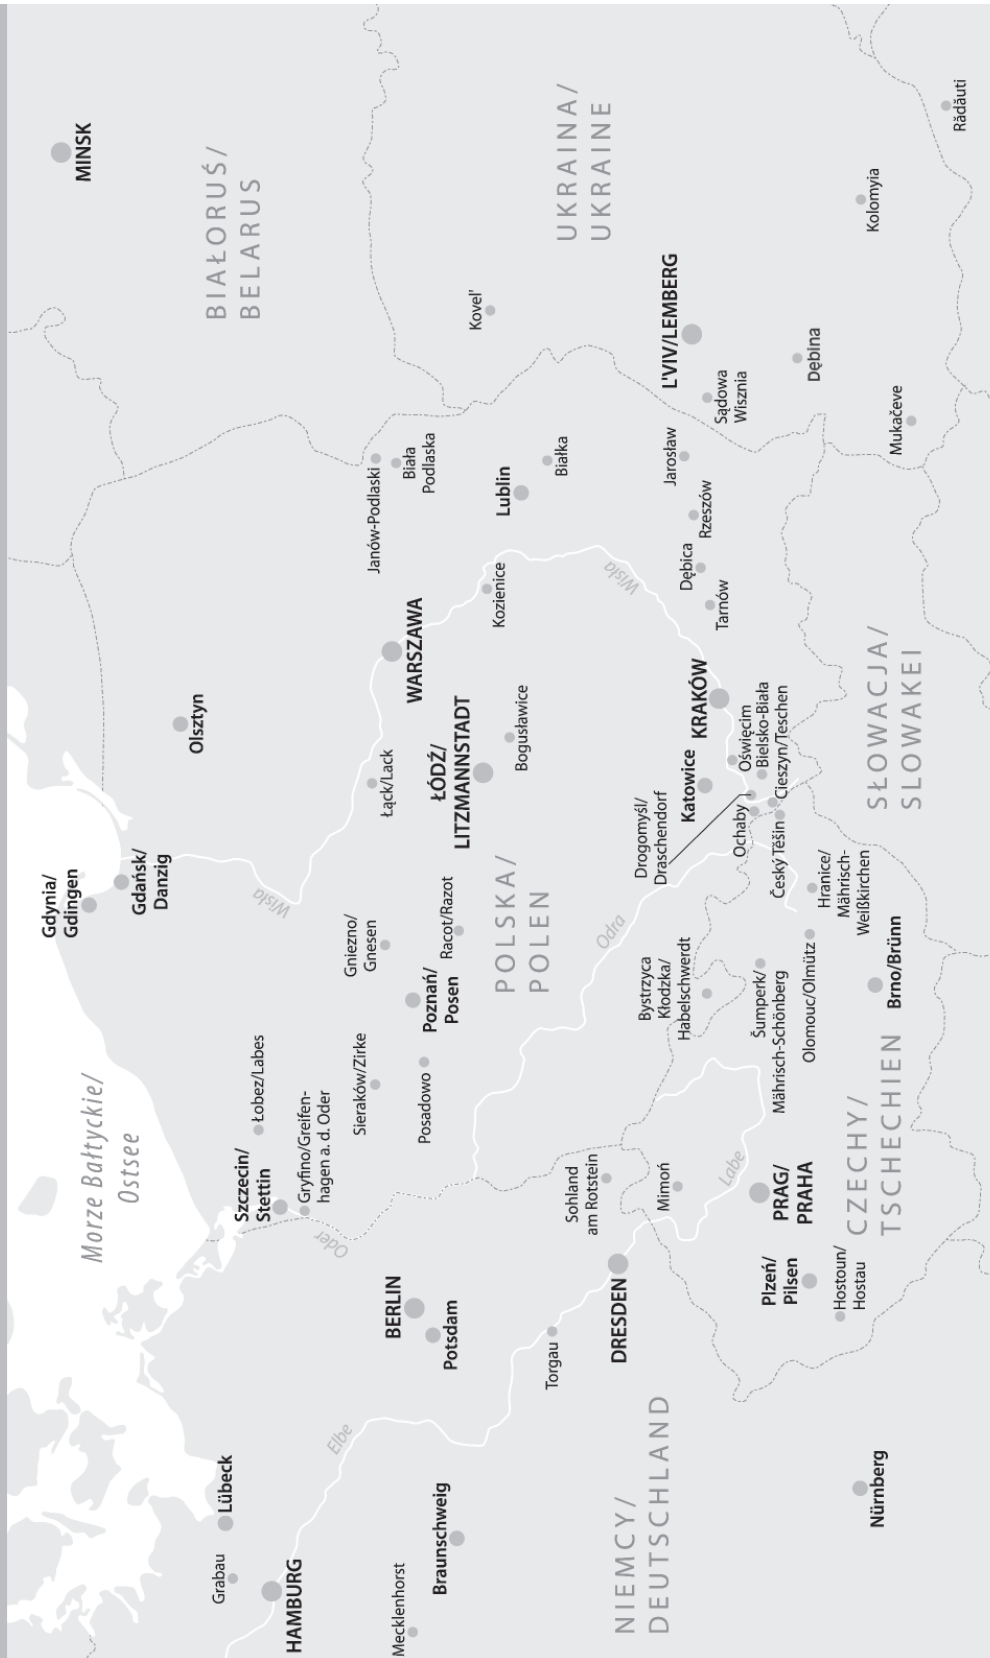 Morze Bałtyckie/
Ostsee
Gdynia/
Gdingen
Gdańsk/
Danzig
Olsztyn
MINSK
Grabau
Lübeck
HAMBURG
Szczecin/
Stettin
Łobez/Labes
Gryfino/Greifen-
hagen a. d. Oder
Oder
Wisła
BIAŁORUŚ/
BELARUS
Elbe
Mecklenhorst
Braunschweig
BERLIN
Potsdam
Sieraków/Zirke
Posadowo
Poznań/
Posen
Gniezno/
Gnesen
Racot/Razot
Łąck/Lack
WARSZAWA
ŁÓDŹ/
LITZMANNSTADT
Bogusławice
Kozienice
Janów-Podlaski
Biała
Podlaska
Lublin
Białka
Kovel'
POLSKA/
POLEN
UKRAINA/
UKRAINE
NIEMCY/
DEUTSCHLAND
Torgau
DRESDEN
Sohland
am Rotstein
Mimoń
Odra
Wisła
Bystrzyca
Kłodzka/
Habelschwerdt
Drogomyśl/
Draschendorf
Katowice
KRAKÓW
Tarnów
Dębica
Rzeszów
Jarosław
L'VIV/LEMBERG
Sądowa
Wisznia
Labe
PRAG/
PRAHA
Šumperk/
Mährisch-Schönberg
Olomouc/Olmütz
Ochaby
Český Těšin
Oświęcim
Bielsko-Biała
Cieszyn/Teschen
Hranice/
Mährisch-
Weißkirchen
Dębina
Plzeń/
Pilsen
Hostoun/
Hostau
CZECHY/
TSCHECHIEN
Brno/Brünn
SŁOWACJA/
SLOWAKEI
Mukačeve
Kolomyia
Rădăuti
Nürnberg